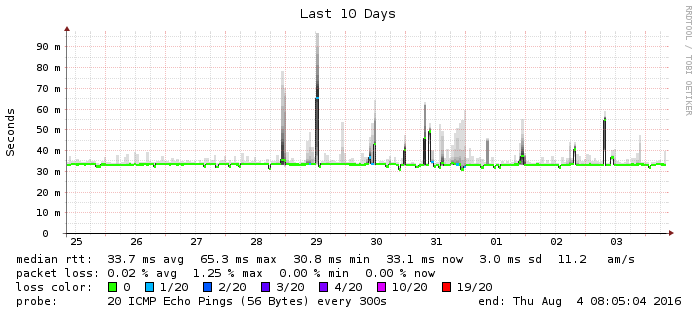 Last 10 Days
RRDTOOL / TOBI OETIKER
Seconds
90 m
80 m
70 m
60 m
50 m
40 m
30 m
20 m
10 m
0
25 26 27 28 29 30 31 01 02 03
median rtt: 33.7 ms avg 65.3 ms max 30.8 ms min 33.1 ms now 3.0 ms sd 11.2 am/s
packet loss: 0.02 % avg 1.25 % max 0.00 % min 0.00 % now
loss color: 0 1/20 2/20 3/20 4/20 10/20 19/20
probe: 20 ICMP Echo Pings (56 Bytes) every 300s end: Thu Aug 4 08:05:04 2016